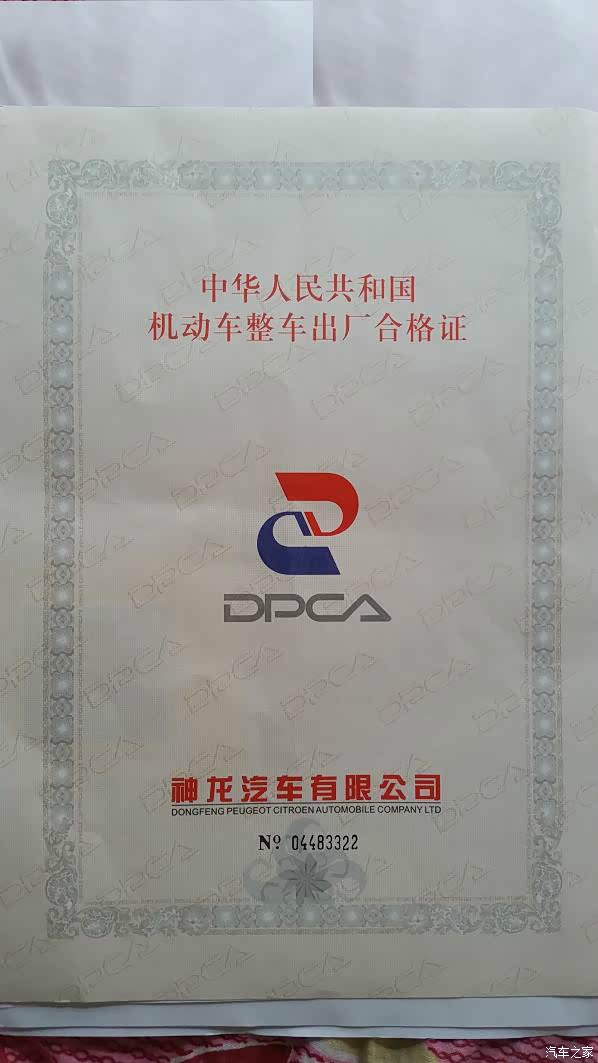 中华人民共和国
机动车整车出厂合格证
DPCA
神龙汽车有限公司
DONGFENG PEUGEOT CITROEN AUTOMOBILE COMPANY LTD
Nº 04483322
汽车之家